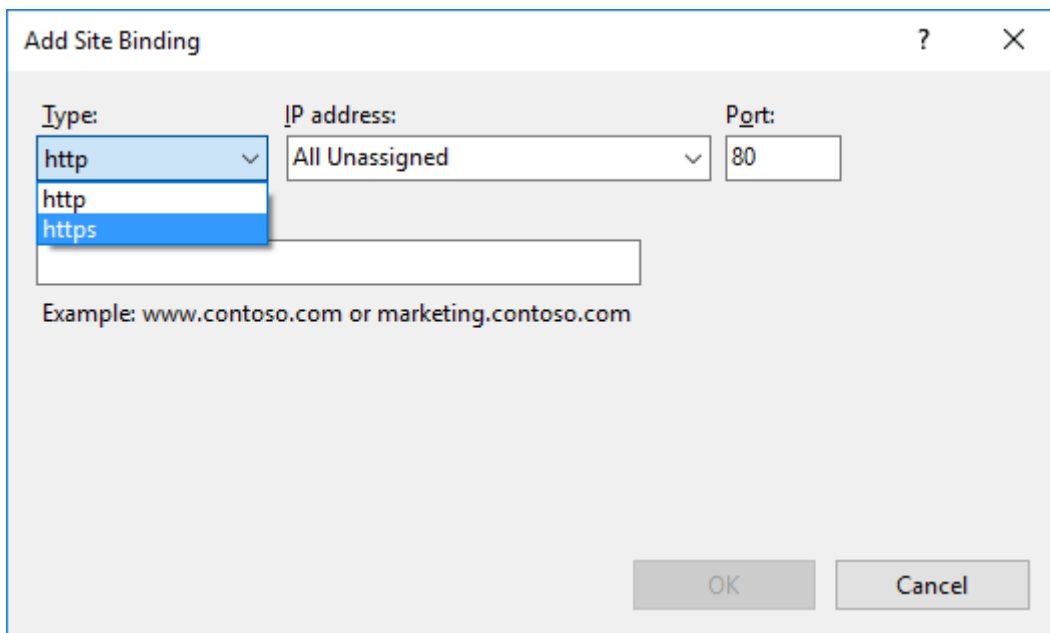 Add Site Binding ?
Type: IP address: Port:
http All Unassigned 80
http
https
Example: www.contoso.com or marketing.contoso.com
OK Cancel